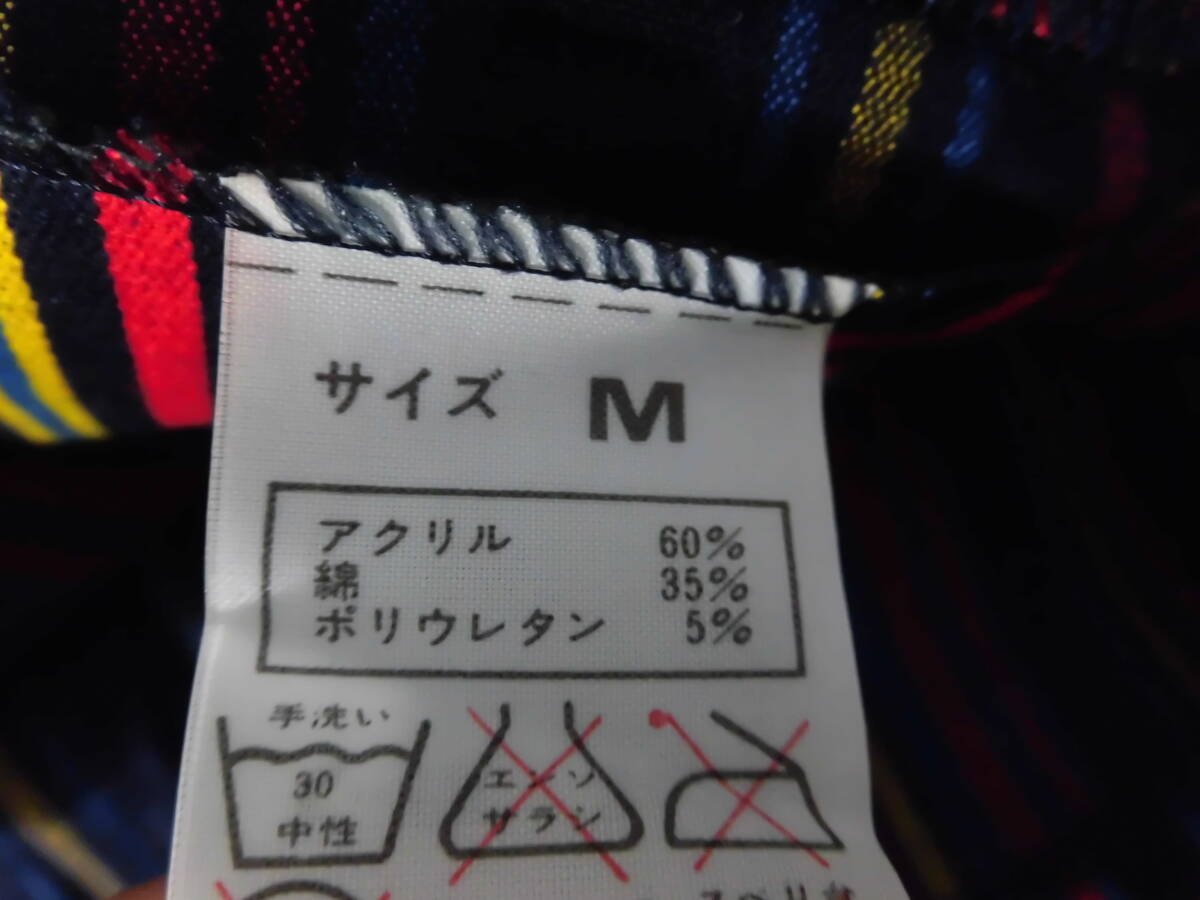 サイズ M
アクリル 60%
綿 35%
ポリウレタン 5%
手洗い
30
中性
エンソ
サラシ